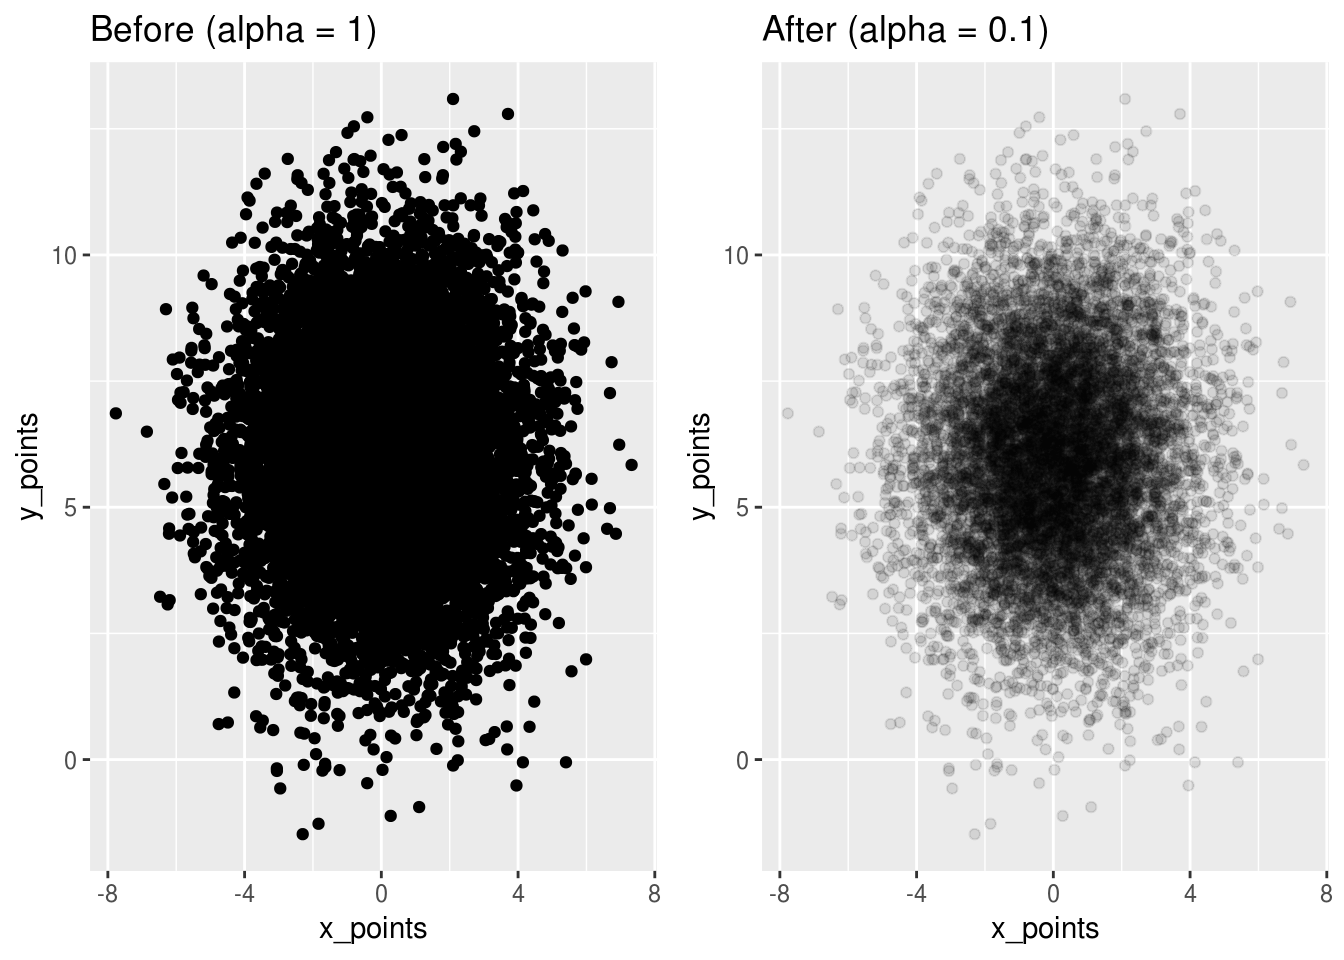 Before (alpha = 1)
10
5
0
y_points
-8 -4 0 4 8
x_points
After (alpha = 0.1)
10
5
0
y_points
-8 -4 0 4 8
x_points